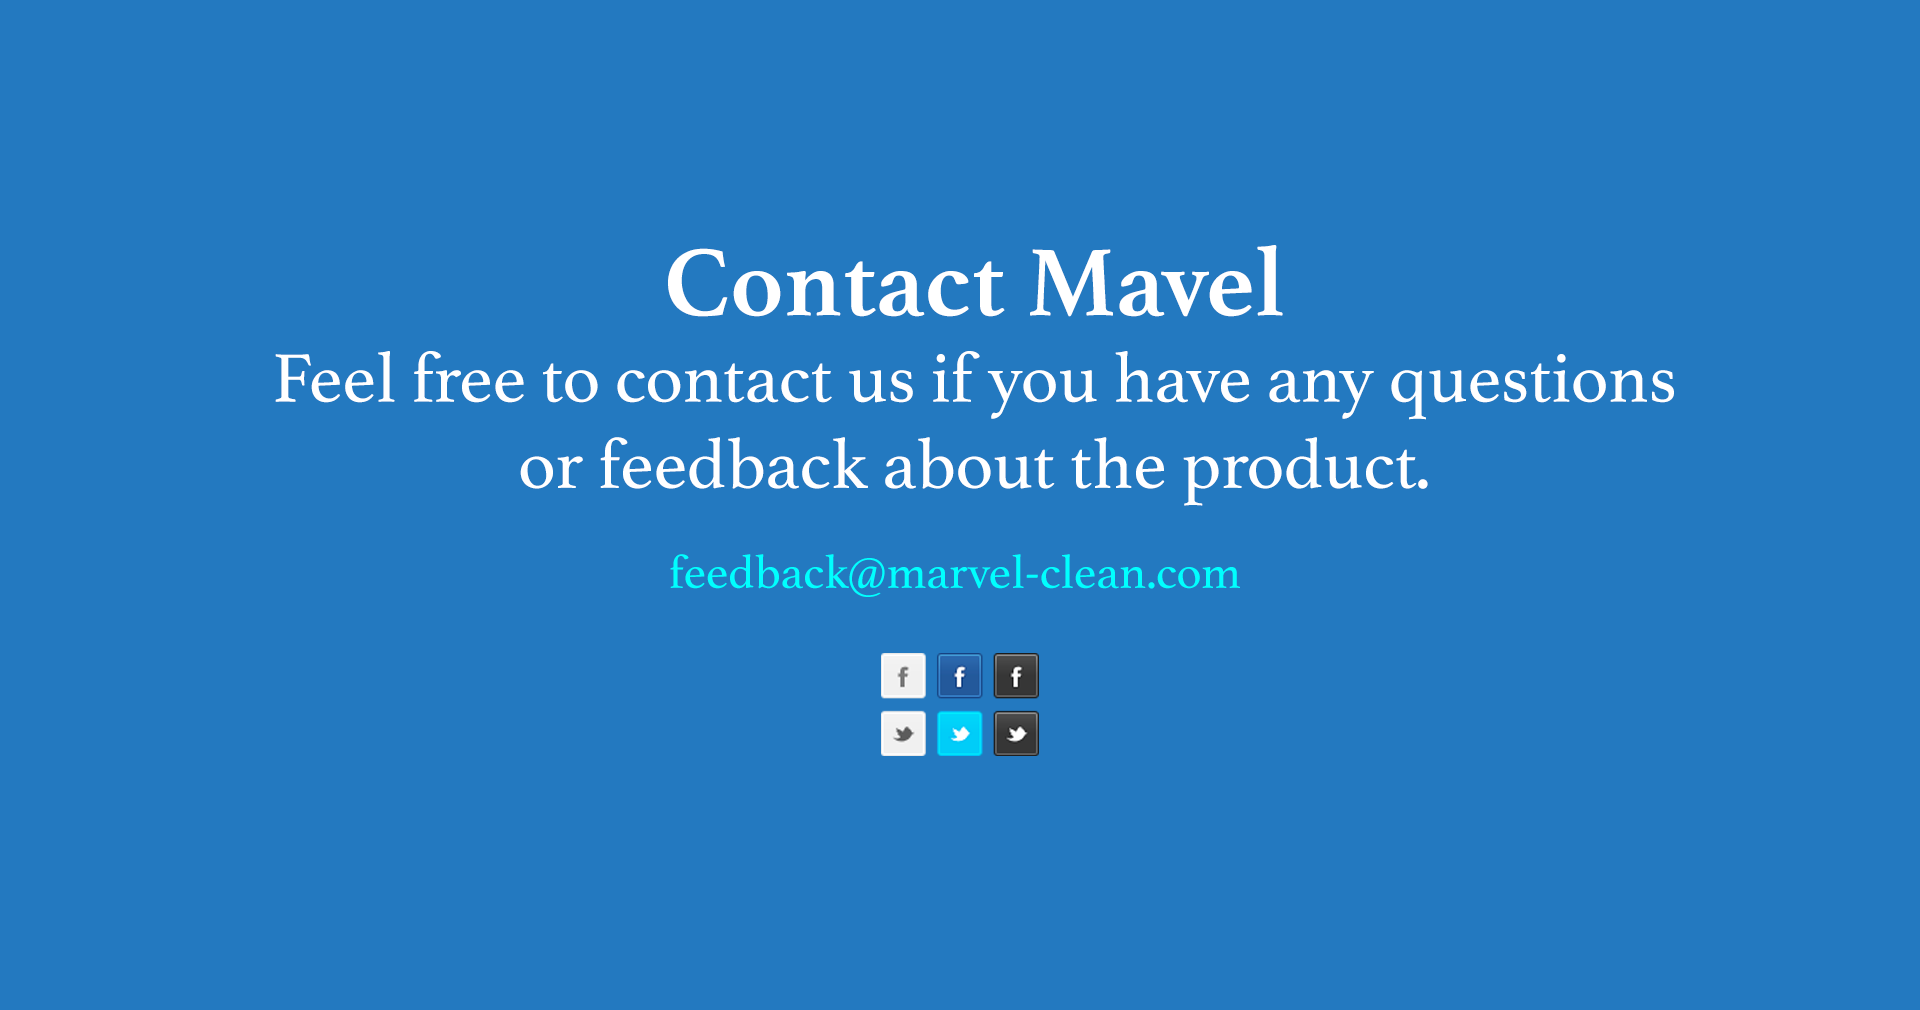 Contact Mavel
Feel free to contact us if you have any questions
or feedback about the product.
feedback@marvel-clean.com
f f f